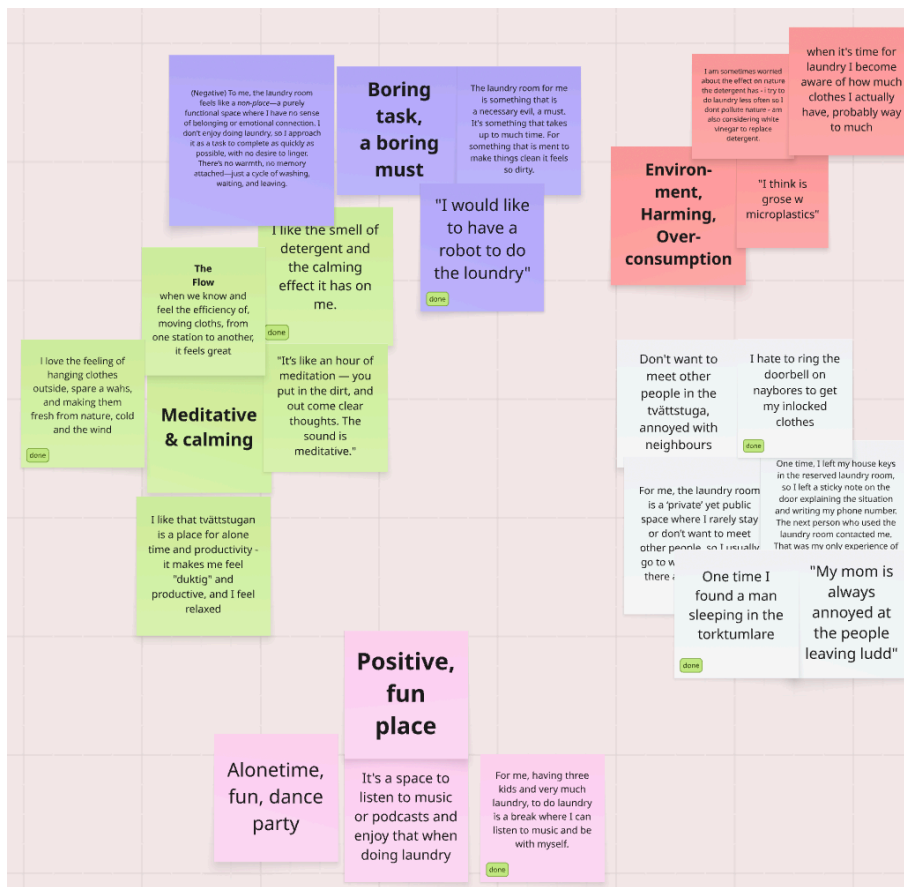 (Negative) To me, the laundry room
feels like a non-place—a purely
functional space where I have no sense
of belonging or emotional connection. I
don't enjoy doing laundry, so I approach
it as a task to complete as quickly as
possible, with no desire to linger.
There's no warmth, no memory
attached—just a cycle of washing,
waiting, and leaving.
Boring
task,
a boring
must
The laundry room for me
is something that is
a necessary evil, a must.
It's something that takes
up to much time. For
something that is ment to
make things clean it feels
so dirty.
"I would like
to have a
robot to do
the loundry"
done
I am sometimes worried
about the effect on nature
the detergent has - i try to
do laundry less often so I
dont pollute nature - am
also considering white
vinegar to replace
detergent.
when it's time for
laundry I become
aware of how much
clothes I actually
have, probably way
to much
Environ-
ment,
Harming,
Over-
consumption
"I think is
grose w
microplastics"
I like the smell of
detergent and
the calming
effect it has on
me.
done
The
Flow
when we know and
feel the efficiency of,
moving cloths, from
one station to another,
it feels great
I love the feeling of
hanging clothes
outside, spare a wahs,
and making them
fresh from nature, cold
and the wind
done
Meditative
& calming
"It's like an hour of
meditation — you
put in the dirt, and
out come clear
thoughts. The
sound is
meditative."
I like that tvättstugan
is a place for alone
time and productivity -
it makes me feel
"duktig" and
productive, and I feel
relaxed
Don't want to
meet other
people in the
tvättstuga,
annoyed with
neighbours
I hate to ring the
doorbell on
naybores to get
my inlocked
clothes
done
For me, the laundry room
is a 'private' yet public
space where I rarely stay
or don't want to meet
other people, so I usually
go to w
there a
One time, I left my house keys
in the reserved laundry room,
so I left a sticky note on the
door explaining the situation
and writing my phone number.
The next person who used the
laundry room contacted me.
That was my only experience of
One time I
found a man
sleeping in the
torktumlare
done
"My mom is
always
annoyed at
the people
leaving ludd"
Positive,
fun
place
Alonetime,
fun, dance
party
It's a space to
listen to music
or podcasts and
enjoy that when
doing laundry
For me, having three
kids and very much
laundry, to do laundry
is a break where I can
listen to music and be
with myself.
done